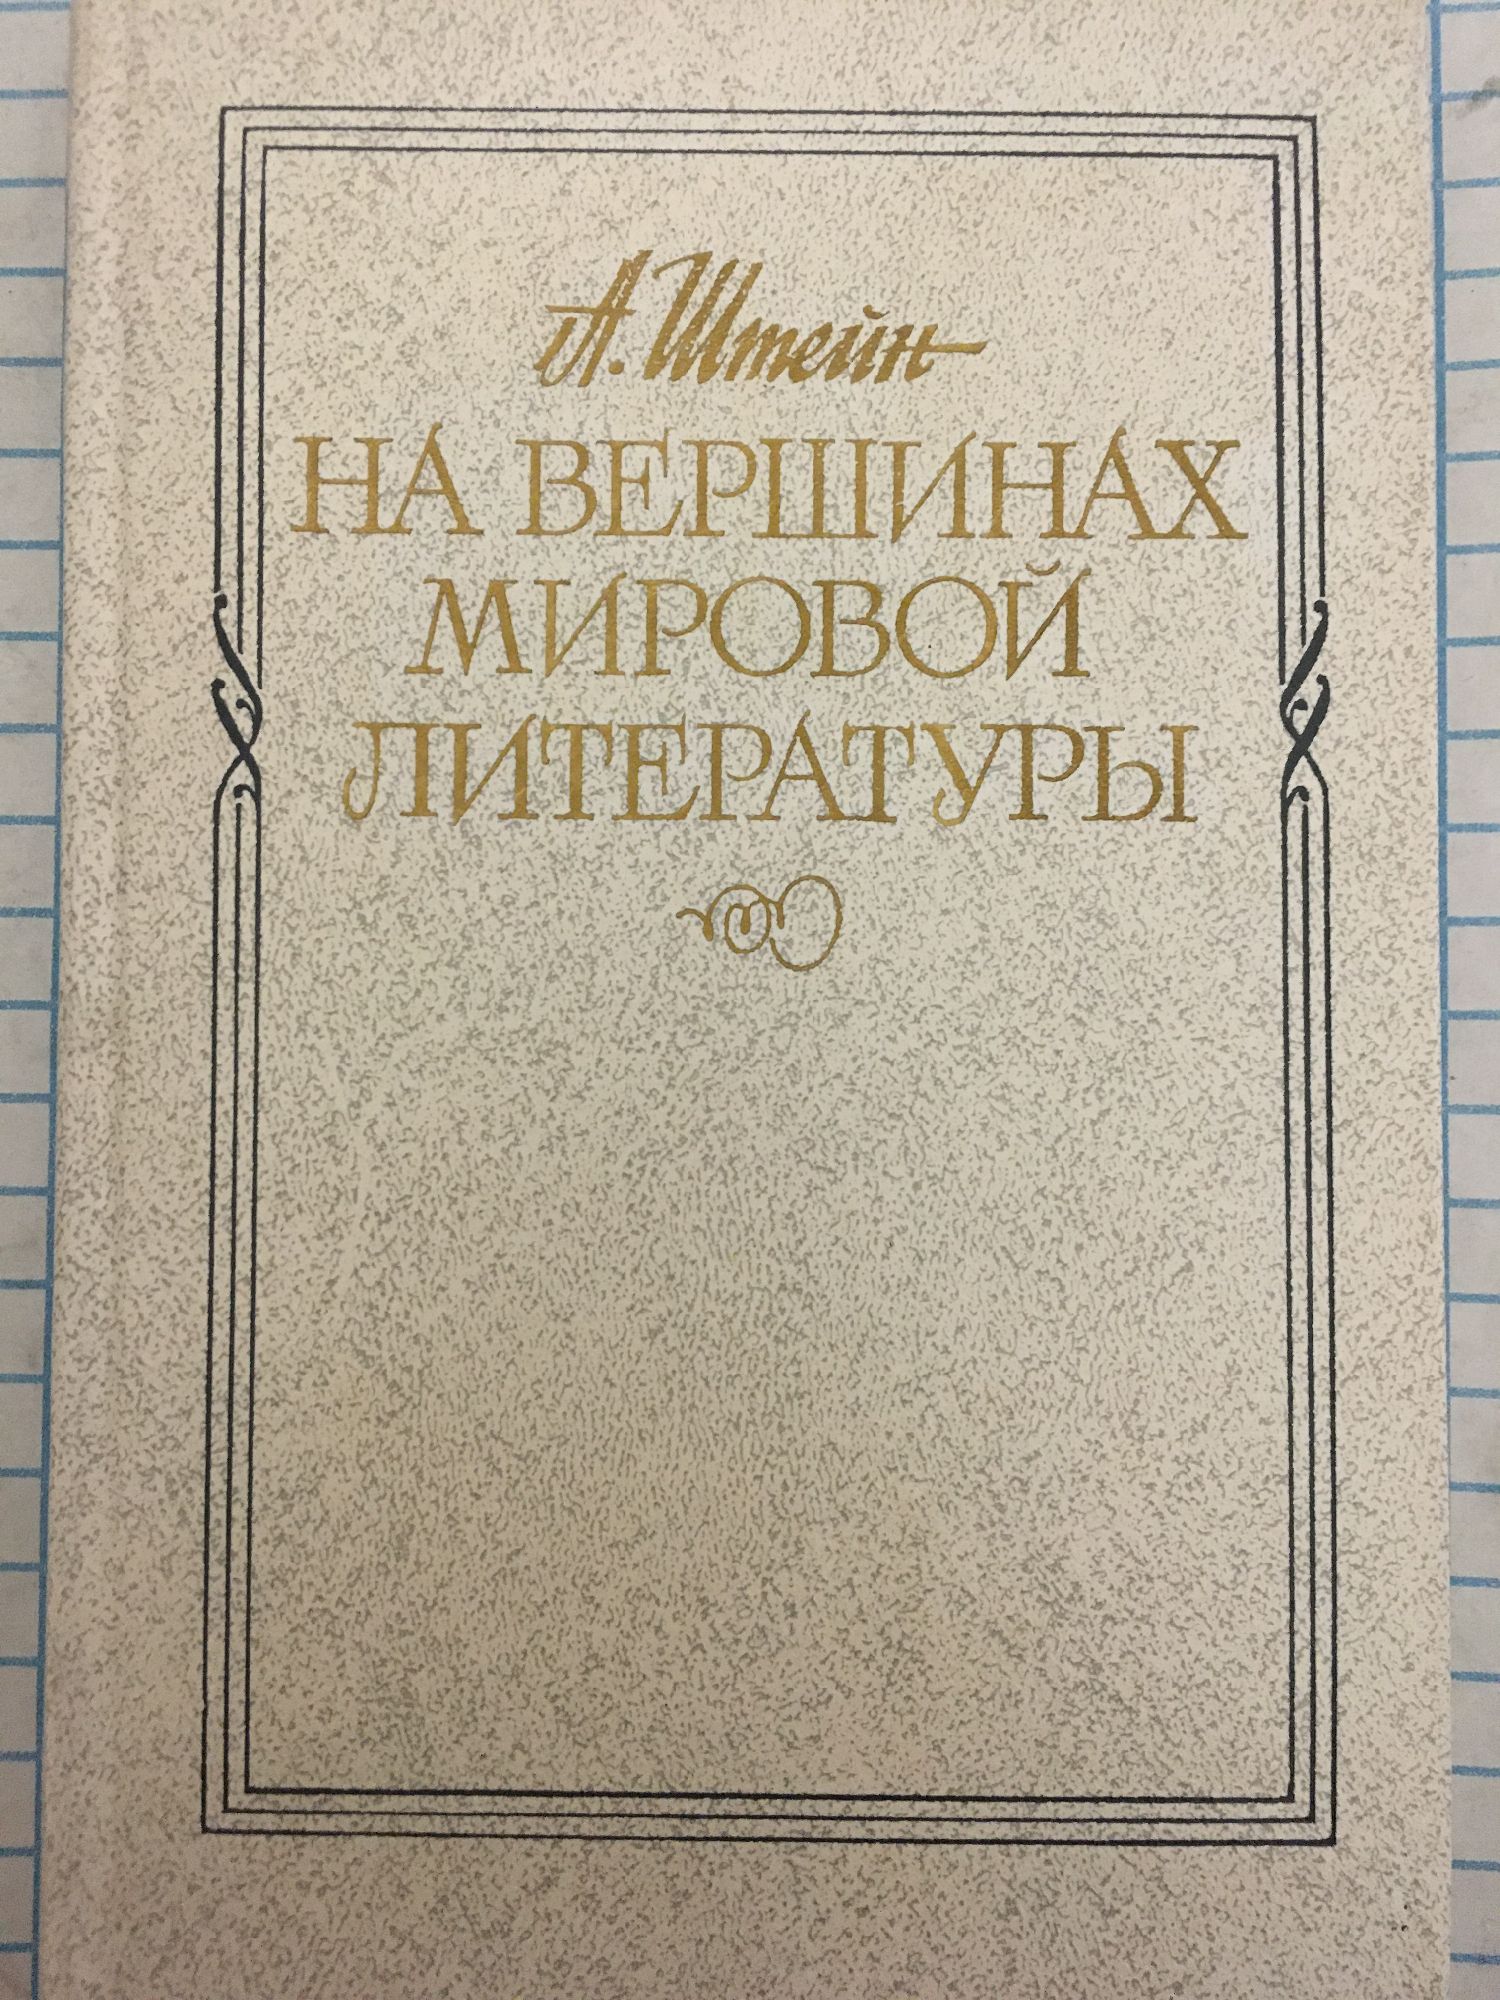 А. Штейн
НА ВЕРШИНАХ
МИРОВОЙ
ЛИТЕРАТУРЫ